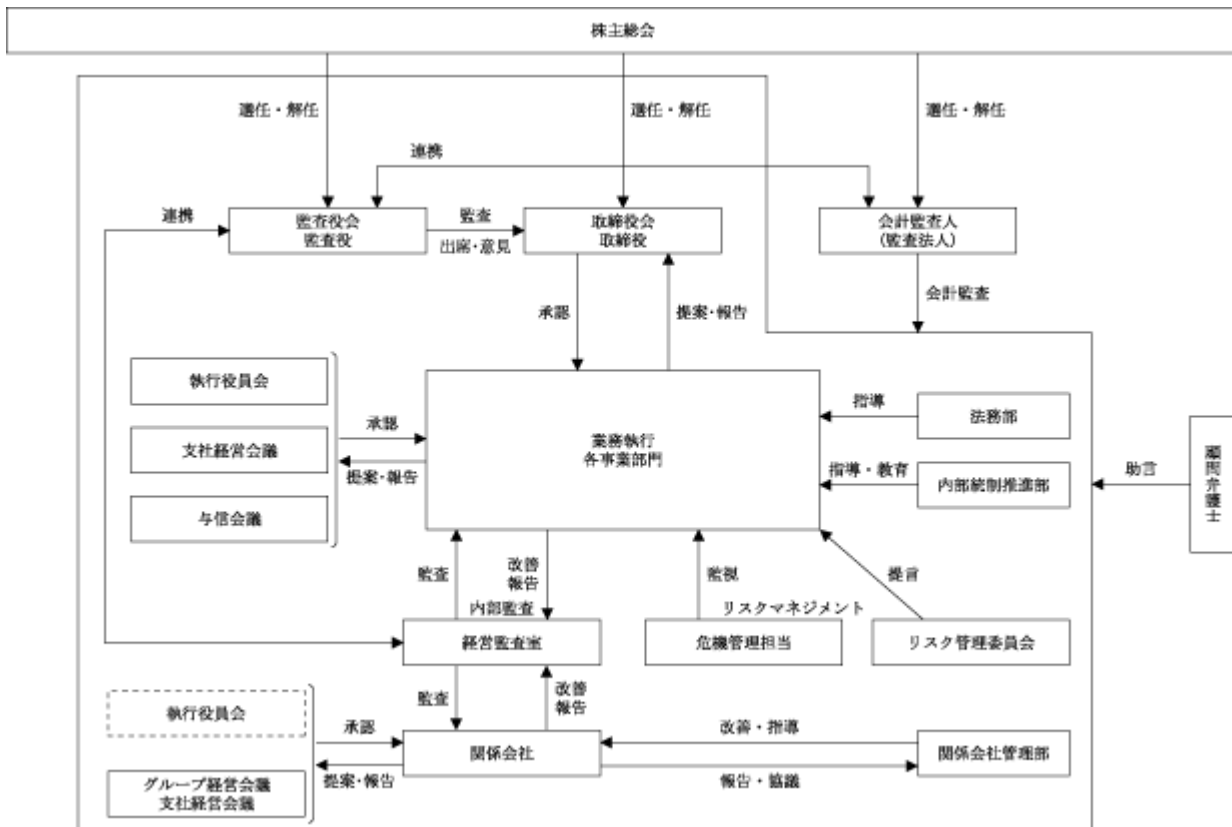 株主総会
選任・解任
選任・解任
選任・解任
連携
連携
監査役会
監査役
監査
出席・意見
取締役会
取締役
会計監査人
(監査法人)
会計監査
承認
提案・報告
執行役員会
支社経営会議
与信会議
承認
提案・報告
業務執行
各事業部門
指導
法務部
指導・教育
内部統制推進部
助言
顧問弁護士
監査
改善
報告
監視
提言
内部監査
リスクマネジメント
経営監査室
危機管理担当
リスク管理委員会
監査
改善
報告
執行役員会
承認
提案・報告
グループ経営会議
支社経営会議
関係会社
改善・指導
報告・協議
関係会社管理部